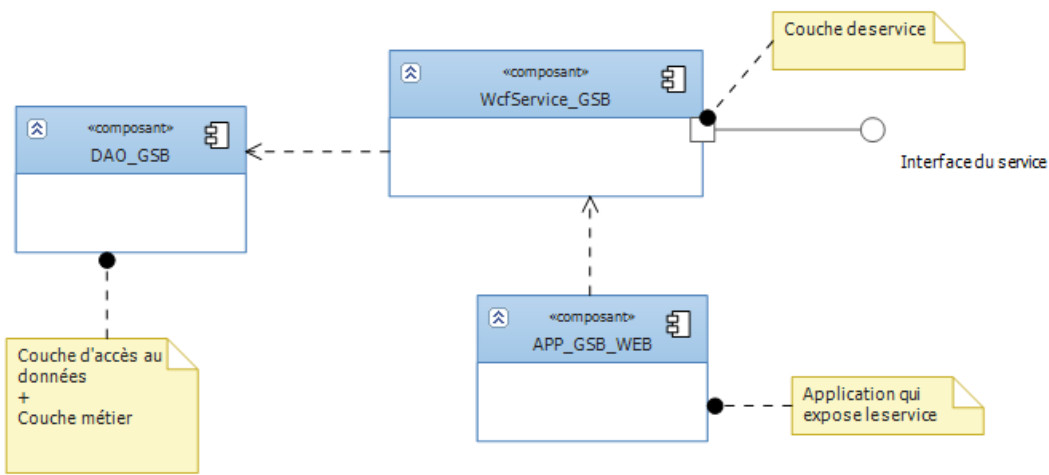 Couche deservice
«composant»
WcfService_GSB
«composant»
DAO_GSB
Interface du service
«composant»
APP_GSB_WEB
Couche d'accès au
données
+
Couche métier
Application qui
expose leservice